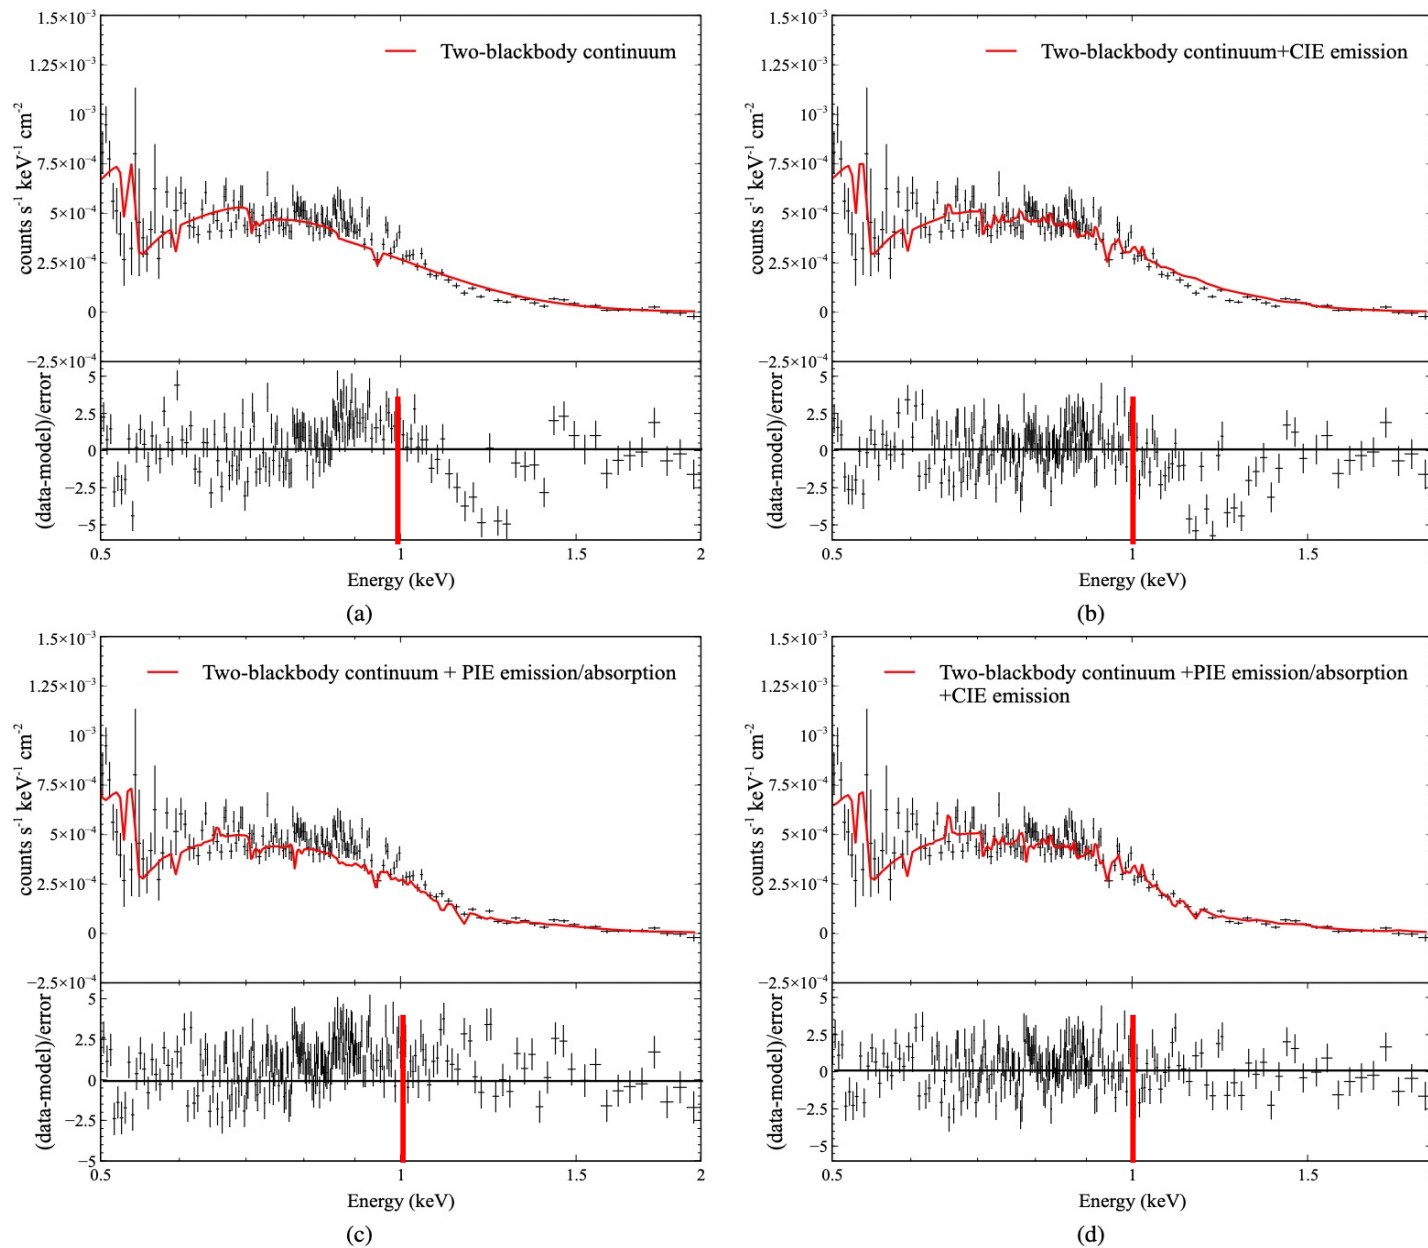 1.5×10⁻³
1.25×10⁻³
10⁻³
7.5×10⁻⁴
5×10⁻⁴
2.5×10⁻⁴
0
−2.5×10⁻⁴
counts s⁻¹ keV⁻¹ cm⁻²
Two-blackbody continuum
5
2.5
0
−2.5
−5
(data-model)/error
0.5 1 1.5 2
Energy (keV)
(a)
1.5×10⁻³
1.25×10⁻³
10⁻³
7.5×10⁻⁴
5×10⁻⁴
2.5×10⁻⁴
0
−2.5×10⁻⁴
counts s⁻¹ keV⁻¹ cm⁻²
Two-blackbody continuum+CIE emission
5
2.5
0
−2.5
−5
(data-model)/error
0.5 1 1.5
Energy (keV)
(b)
1.5×10⁻³
1.25×10⁻³
10⁻³
7.5×10⁻⁴
5×10⁻⁴
2.5×10⁻⁴
0
−2.5×10⁻⁴
counts s⁻¹ keV⁻¹ cm⁻²
Two-blackbody continuum + PIE emission/absorption
5
2.5
0
−2.5
−5
(data-model)/error
0.5 1 1.5 2
Energy (keV)
(c)
1.5×10⁻³
1.25×10⁻³
10⁻³
7.5×10⁻⁴
5×10⁻⁴
2.5×10⁻⁴
0
−2.5×10⁻⁴
counts s⁻¹ keV⁻¹ cm⁻²
Two-blackbody continuum +PIE emission/absorption
+CIE emission
5
2.5
0
−2.5
−5
(data-model)/error
0.5 1 1.5
Energy (keV)
(d)